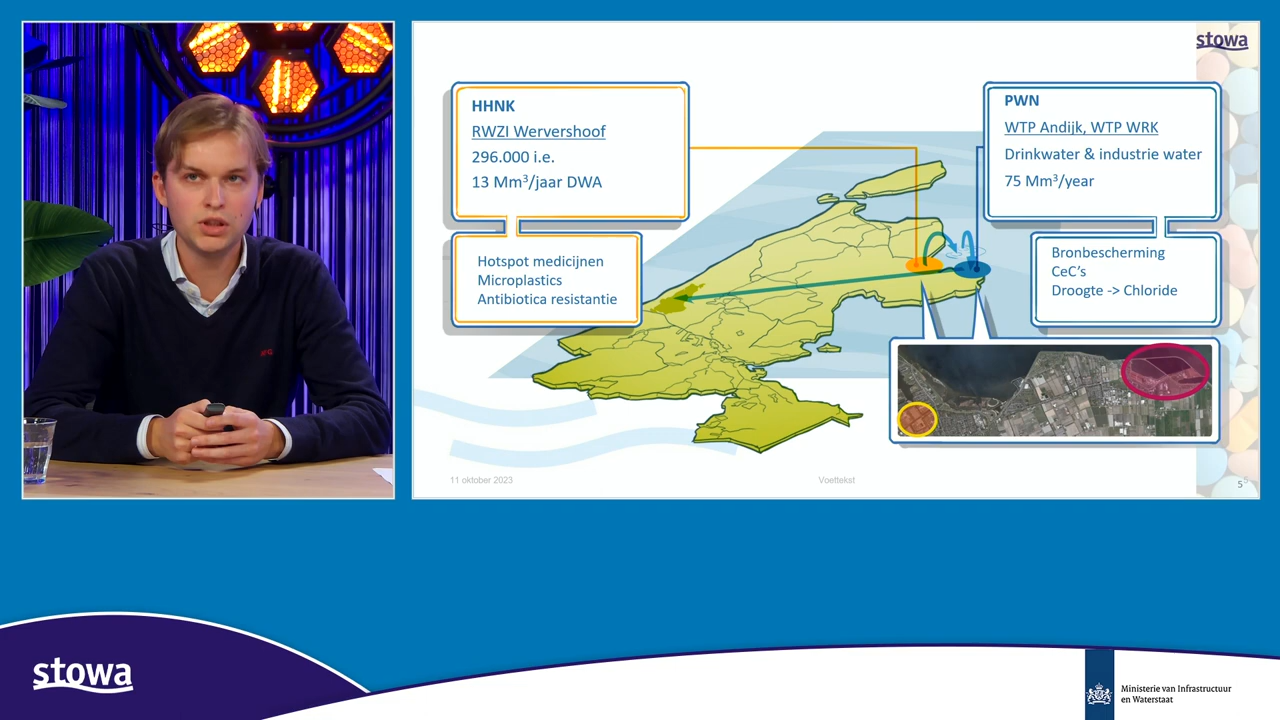 stowa
HHNK
RWZI Wervershoof
296.000 i.e.
13 Mm³/jaar DWA
Hotspot medicijnen
Microplastics
Antibiotica resistantie
PWN
WTP Andijk, WTP WRK
Drinkwater & industrie water
75 Mm³/year
Bronbescherming
CeC's
Droogte -> Chloride
11 oktober 2023
Voettekst
5
5
stowa
Ministerie van Infrastructuur
en Waterstaat